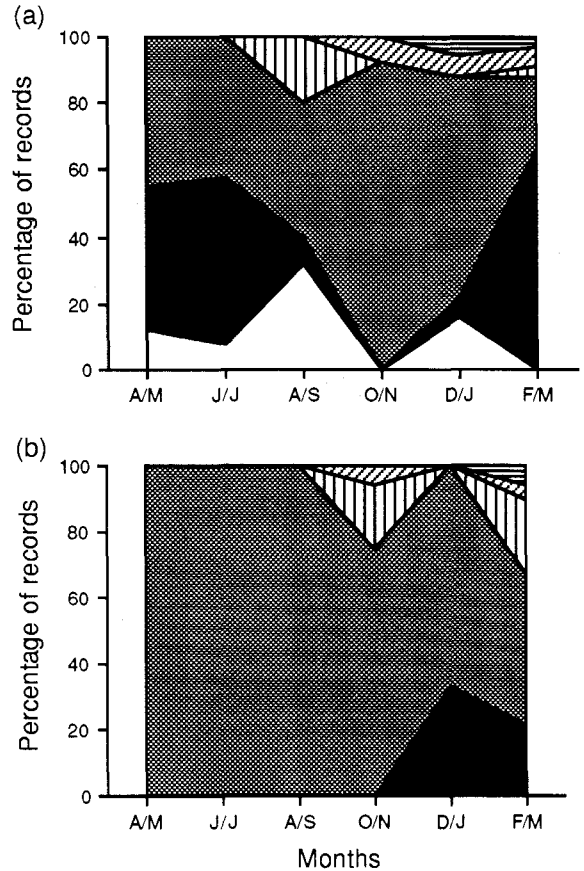 (a)
Percentage of records
100
80
60
40
20
0
A/M J/J A/S O/N D/J F/M
(b)
Percentage of records
100
80
60
40
20
0
A/M J/J A/S O/N D/J F/M
Months